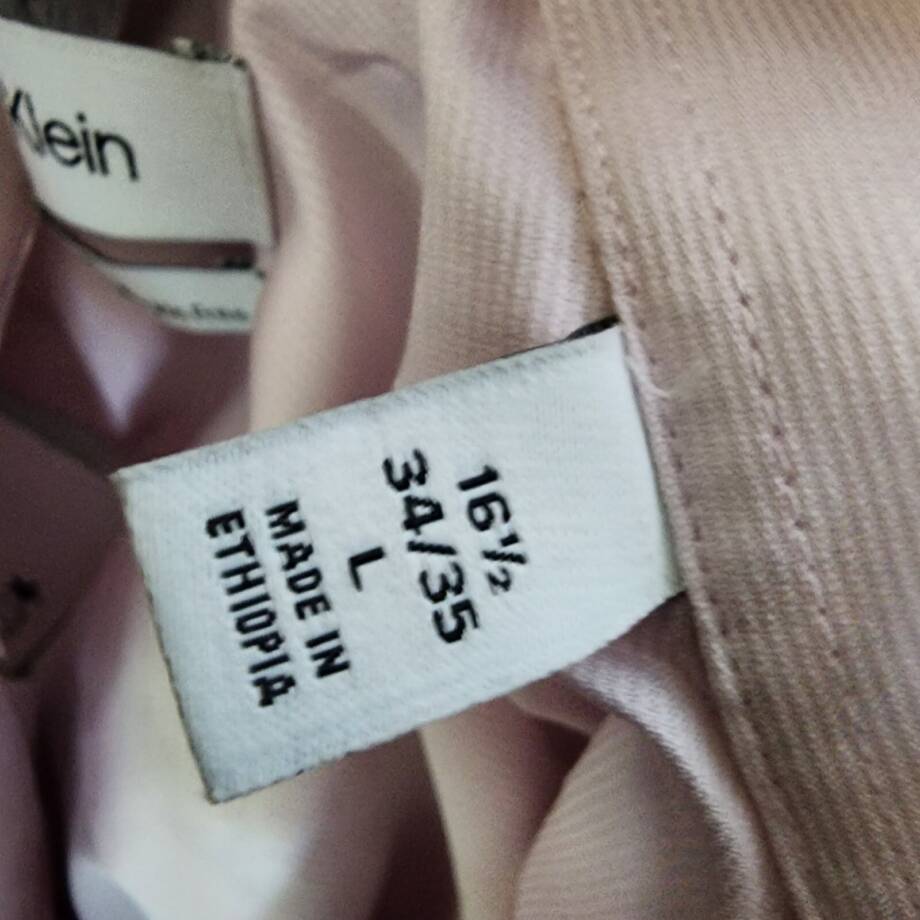 Klein
16½
34/35
L
MADE IN
ETHIOPIA